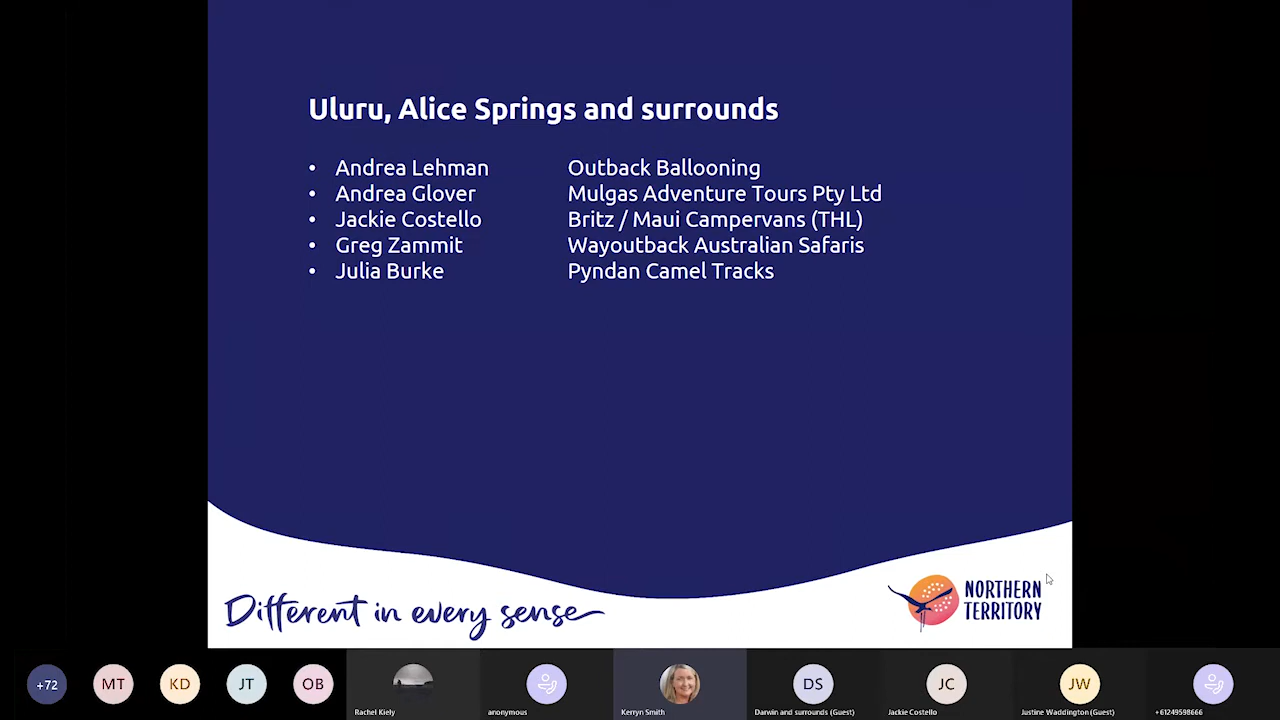 Uluru, Alice Springs and surrounds
• Andrea Lehman Outback Ballooning
• Andrea Glover Mulgas Adventure Tours Pty Ltd
• Jackie Costello Britz / Maui Campervans (THL)
• Greg Zammit Wayoutback Australian Safaris
• Julia Burke Pyndan Camel Tracks
Different in every sense
NORTHERN
TERRITORY
+72 MT KD JT OB DS JC JW
Rachel Kiely anonymous Kerryn Smith Darwin and surrounds (Guest) Jackie Costello Justine Waddington (Guest) +61249598666